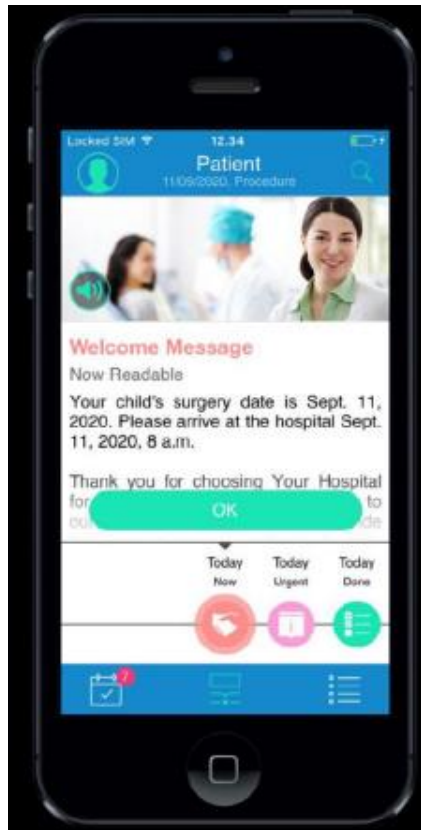 Locked SIM 12.34
Patient
11/09/2020, Procedure
Welcome Message
Now Readable
Your child's surgery date is Sept. 11,
2020. Please arrive at the hospital Sept.
11, 2020, 8 a.m.
Thank you for choosing Your Hospital
for to
OK
Today Today Today
Now Urgent Done
7